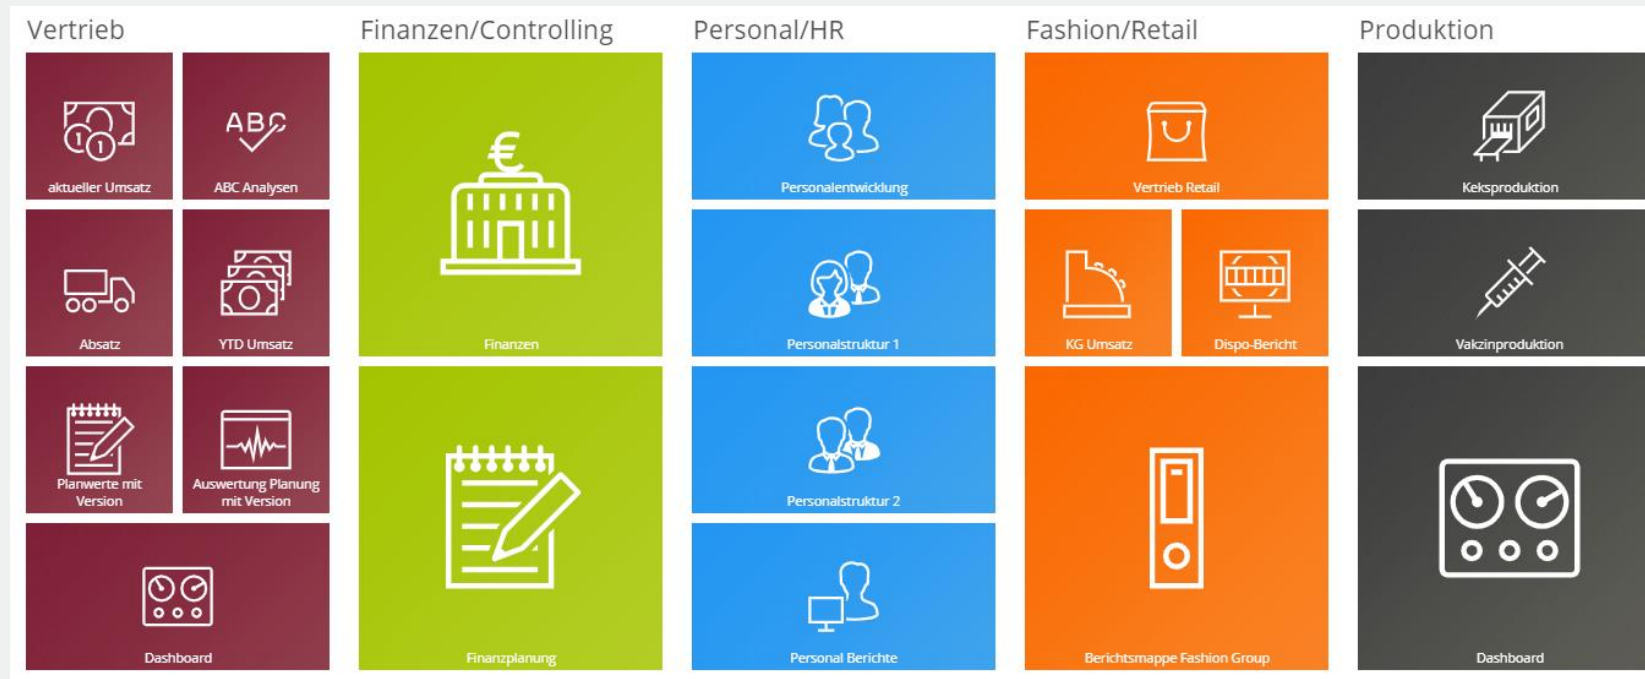 Vertrieb
aktueller Umsatz
ABC
ABC Analysen
Absatz
YTD Umsatz
Planwerte mit
Version
Auswertung Planung
mit Version
Dashboard
Finanzen/Controlling
€
Finanzen
Finanzplanung
Personal/HR
Personalentwicklung
Personalstruktur 1
Personalstruktur 2
Personal Berichte
Fashion/Retail
Vertrieb Retail
KG Umsatz
Dispo-Bericht
Berichtsmappe Fashion Group
Produktion
Keksproduktion
Vakzinproduktion
Dashboard